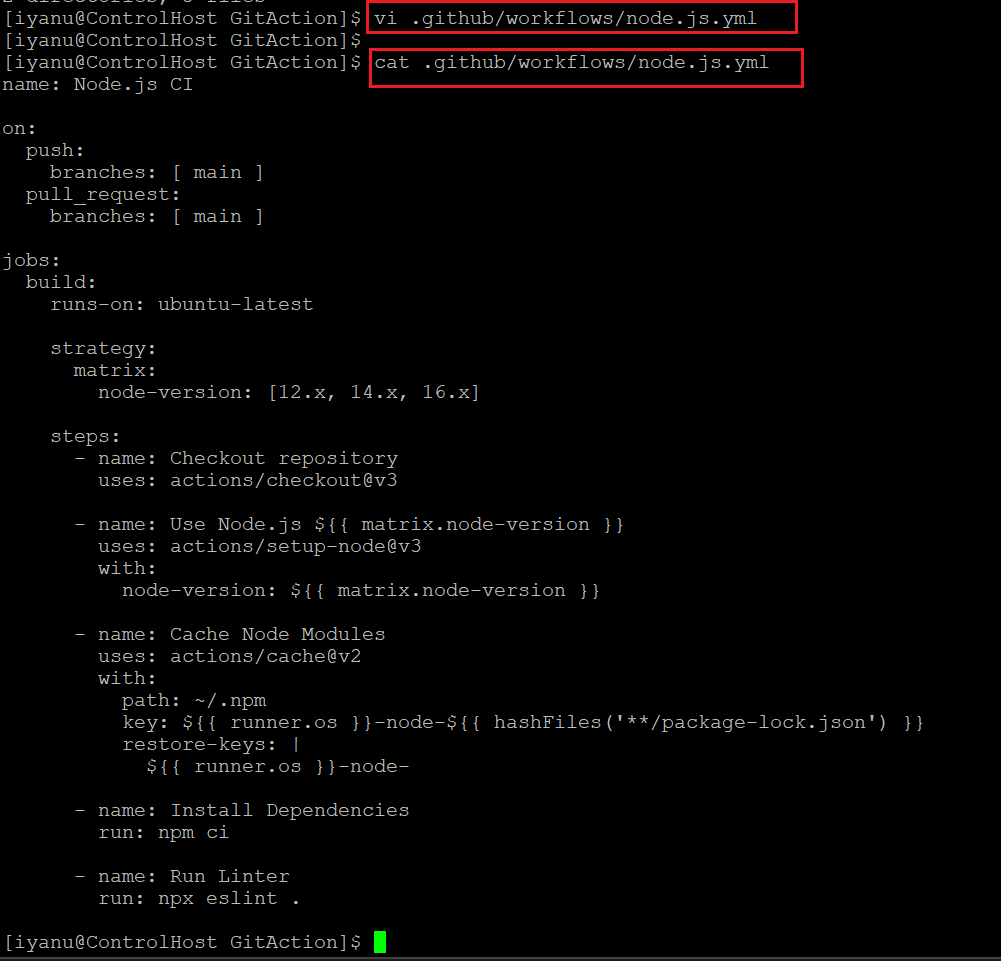 [iyanu@ControlHost GitAction]$ vi .github/workflows/node.js.yml
[iyanu@ControlHost GitAction]$
[iyanu@ControlHost GitAction]$ cat .github/workflows/node.js.yml
name: Node.js CI

on:
  push:
    branches: [ main ]
  pull_request:
    branches: [ main ]

jobs:
  build:
    runs-on: ubuntu-latest

    strategy:
      matrix:
        node-version: [12.x, 14.x, 16.x]

    steps:
      - name: Checkout repository
        uses: actions/checkout@v3

      - name: Use Node.js ${{ matrix.node-version }}
        uses: actions/setup-node@v3
        with:
          node-version: ${{ matrix.node-version }}

      - name: Cache Node Modules
        uses: actions/cache@v2
        with:
          path: ~/.npm
          key: ${{ runner.os }}-node-${{ hashFiles('**/package-lock.json') }}
          restore-keys: |
            ${{ runner.os }}-node-

      - name: Install Dependencies
        run: npm ci

      - name: Run Linter
        run: npx eslint .

[iyanu@ControlHost GitAction]$